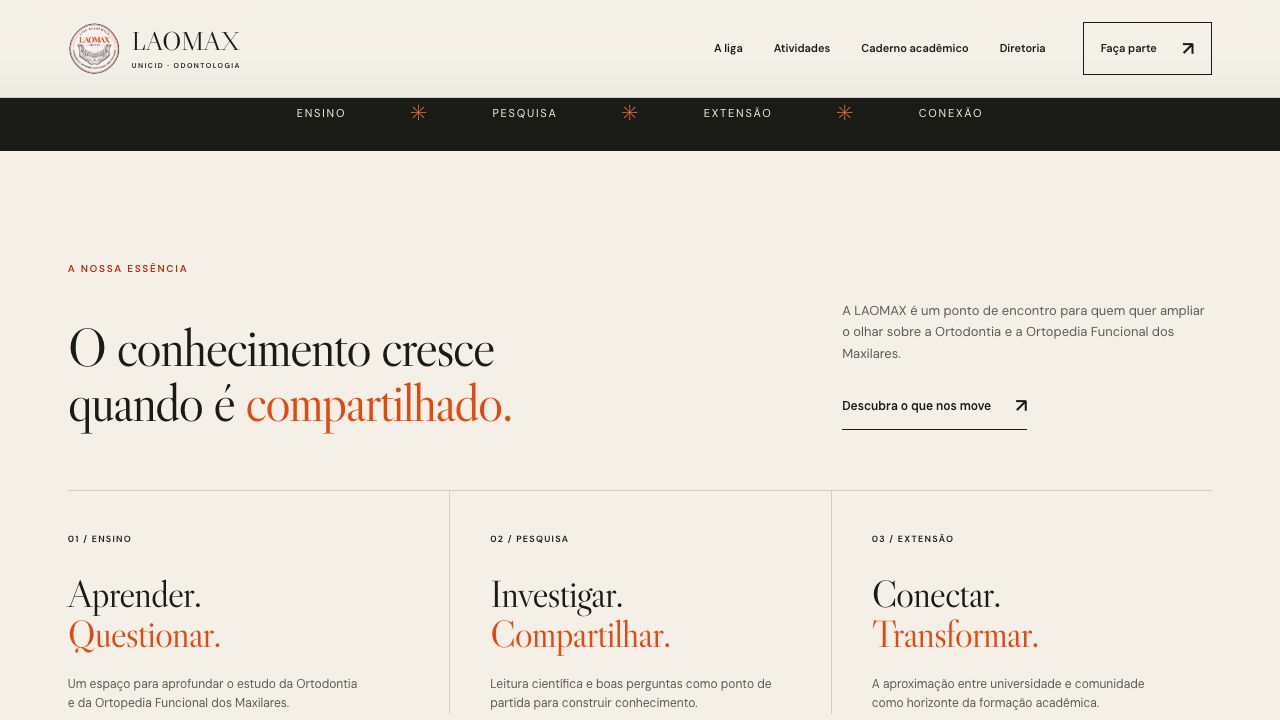 LAOMAX
LAOMAX
UNICID · ODONTOLOGIA
A liga
Atividades
Caderno acadêmico
Diretoria
Faça parte
ENSINO
PESQUISA
EXTENSÃO
CONEXÃO
A NOSSA ESSÊNCIA
O conhecimento cresce
quando é compartilhado.
A LAOMAX é um ponto de encontro para quem quer ampliar
o olhar sobre a Ortodontia e a Ortopedia Funcional dos
Maxilares.
Descubra o que nos move
01 / ENSINO
Aprender.
Questionar.
Um espaço para aprofundar o estudo da Ortodontia
e da Ortopedia Funcional dos Maxilares.
02 / PESQUISA
Investigar.
Compartilhar.
Leitura científica e boas perguntas como ponto de
partida para construir conhecimento.
03 / EXTENSÃO
Conectar.
Transformar.
A aproximação entre universidade e comunidade
como horizonte da formação acadêmica.